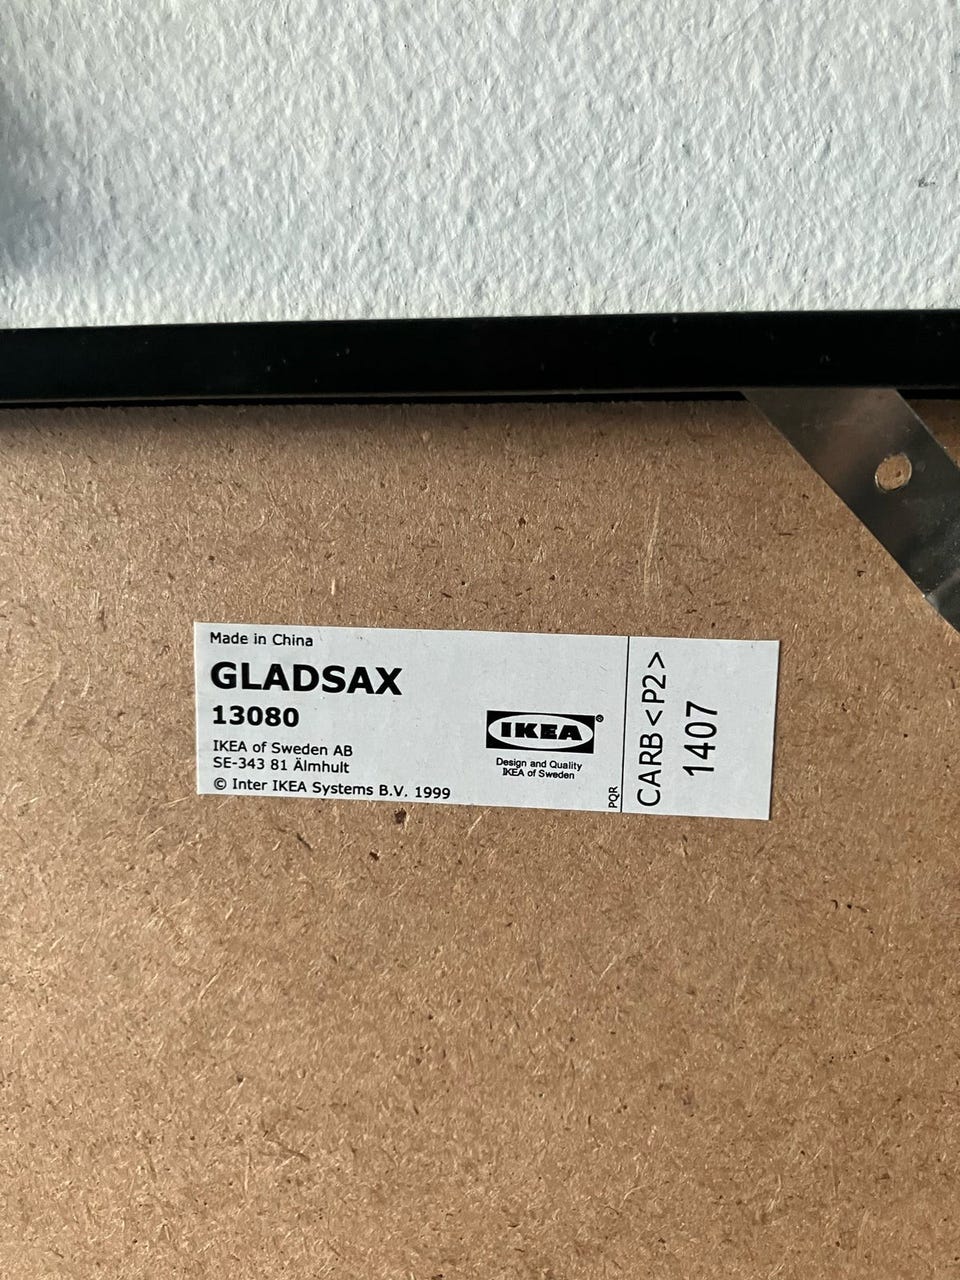 Made in China
GLADSAX
13080
IKEA of Sweden AB
SE-343 81 Älmhult
© Inter IKEA Systems B.V. 1999
IKEA®
Design and Quality
IKEA of Sweden
PQR
CARB <P2>
1407